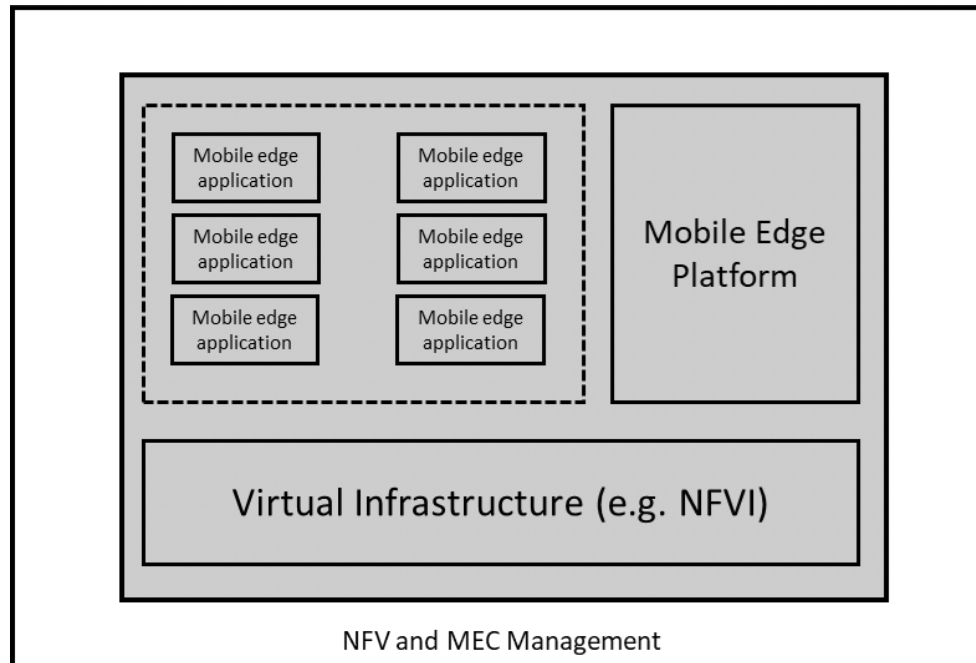 Mobile edge
application
Mobile edge
application
Mobile edge
application
Mobile edge
application
Mobile edge
application
Mobile edge
application
Mobile Edge
Platform
Virtual Infrastructure (e.g. NFVI)
NFV and MEC Management